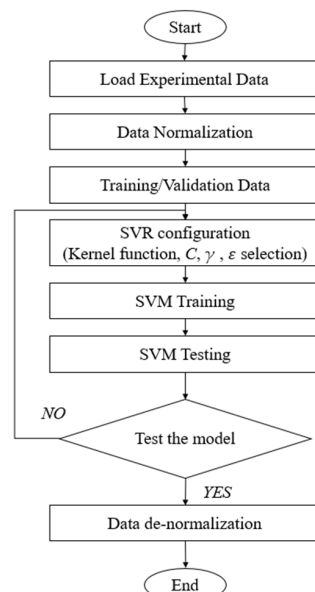 Start
Load Experimental Data
Data Normalization
Training/Validation Data
SVR configuration
(Kernel function, C, γ , ε selection)
SVM Training
SVM Testing
NO
Test the model
YES
Data de-normalization
End